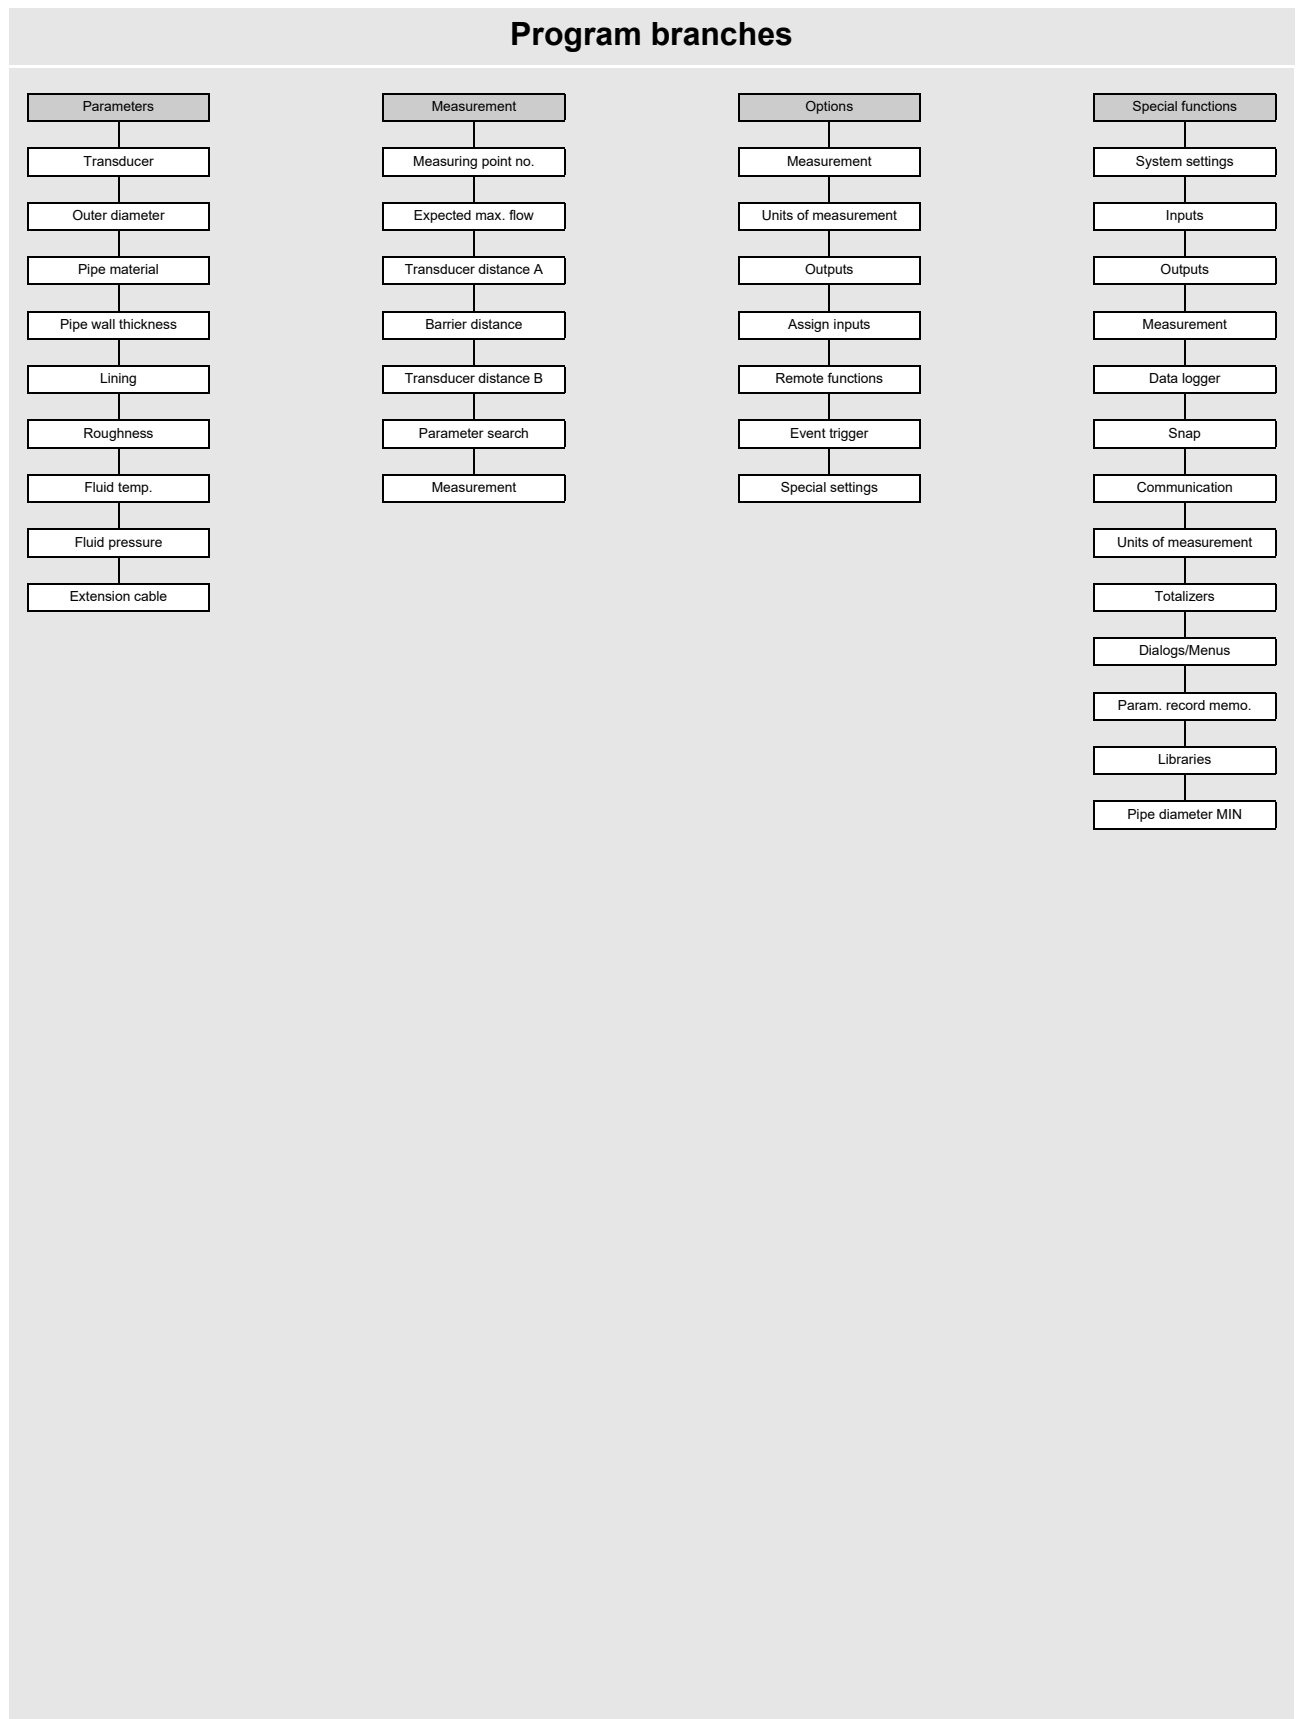 Program branches
Parameters
Transducer
Outer diameter
Pipe material
Pipe wall thickness
Lining
Roughness
Fluid temp.
Fluid pressure
Extension cable
Measurement
Measuring point no.
Expected max. flow
Transducer distance A
Barrier distance
Transducer distance B
Parameter search
Measurement
Options
Measurement
Units of measurement
Outputs
Assign inputs
Remote functions
Event trigger
Special settings
Special functions
System settings
Inputs
Outputs
Measurement
Data logger
Snap
Communication
Units of measurement
Totalizers
Dialogs/Menus
Param. record memo.
Libraries
Pipe diameter MIN